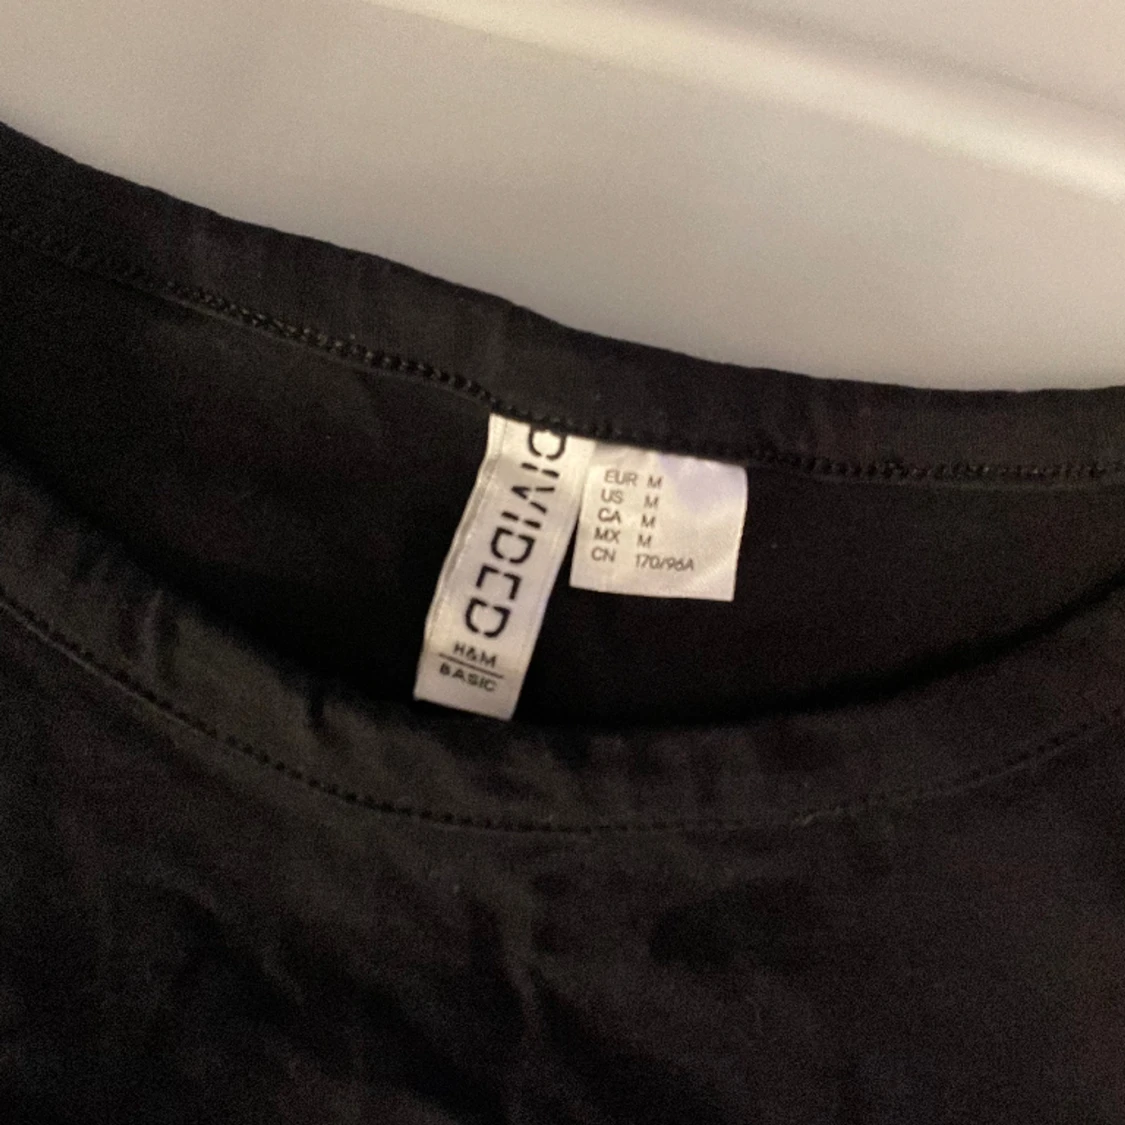 DIVIDED
H&M
BASIC
EUR M
US M
CA M
MX M
CN 170/96A